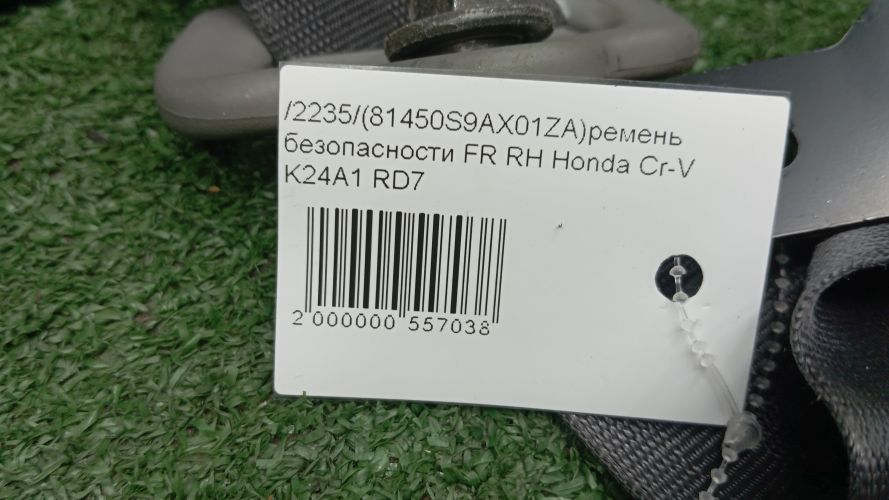 /2235/(81450S9AX01ZA)ремень
безопасности FR RH Honda Cr-V
K24A1 RD7
2 000000 557038